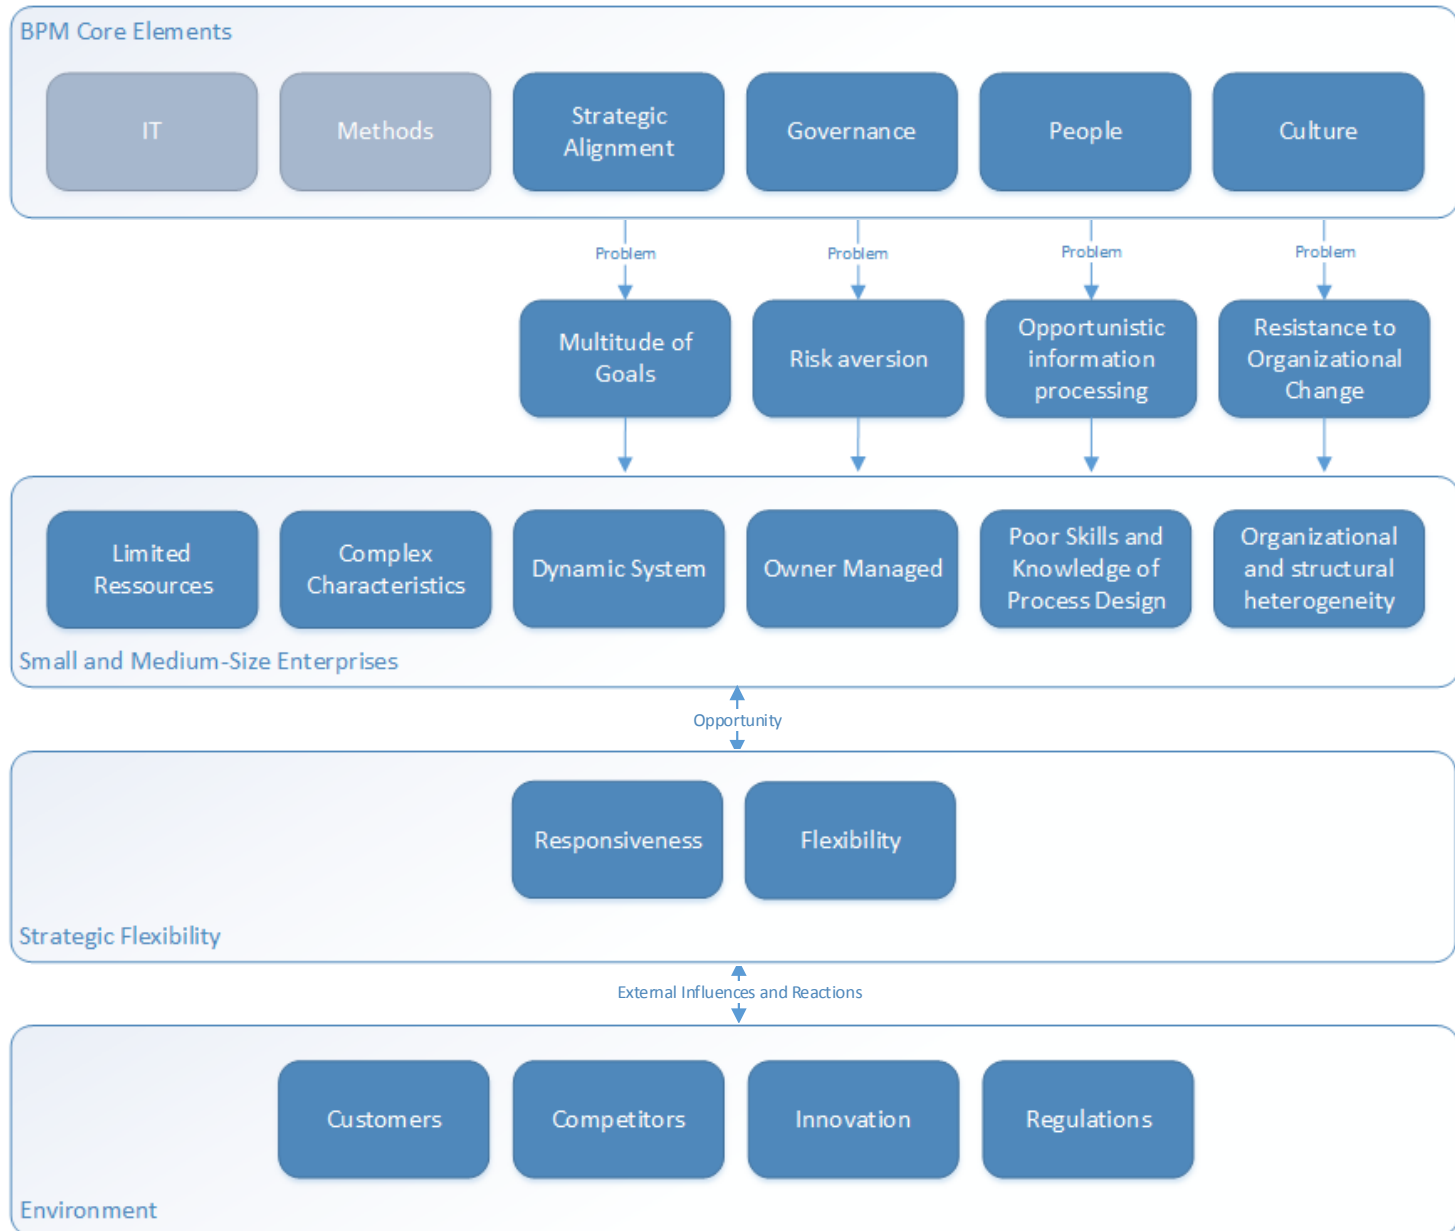 BPM Core Elements
IT
Methods
Strategic
Alignment
Governance
People
Culture
Problem
Problem
Problem
Problem
Multitude of
Goals
Risk aversion
Opportunistic
information
processing
Resistance to
Organizational
Change
Limited
Ressources
Complex
Characteristics
Dynamic System
Owner Managed
Poor Skills and
Knowledge of
Process Design
Organizational
and structural
heterogeneity
Small and Medium-Size Enterprises
Opportunity
Responsiveness
Flexibility
Strategic Flexibility
External Influences and Reactions
Customers
Competitors
Innovation
Regulations
Environment